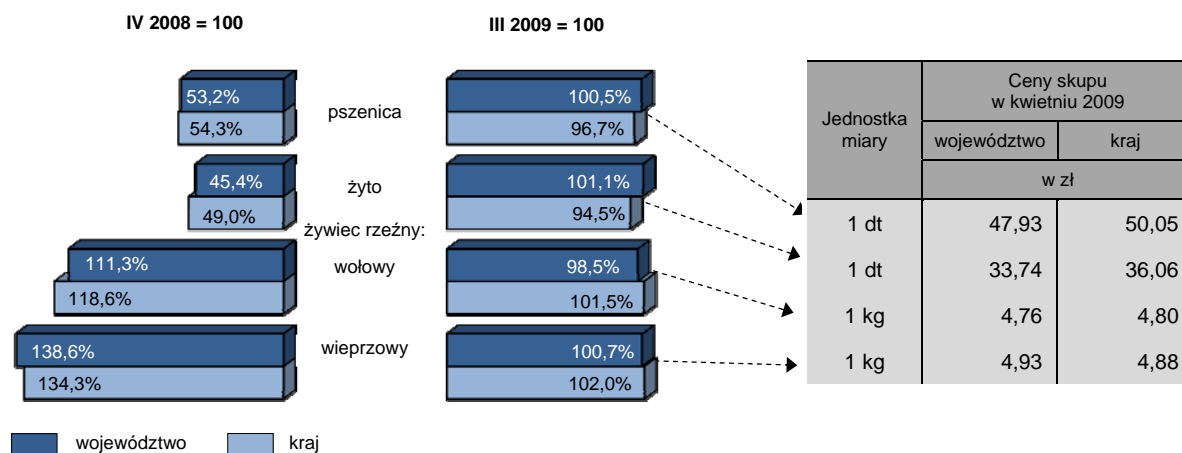 IV 2008 = 100
III 2009 = 100
53,2%
54,3%
pszenica
100,5%
96,7%
45,4%
49,0%
żyto
101,1%
94,5%
żywiec rzeźny:
111,3%
118,6%
wołowy
98,5%
101,5%
138,6%
134,3%
wieprzowy
100,7%
102,0%
województwo
kraj
Jednostka
miary
Ceny skupu
w kwietniu 2009
województwo kraj
w zł
1 dt 47,93 50,05
1 dt 33,74 36,06
1 kg 4,76 4,80
1 kg 4,93 4,88